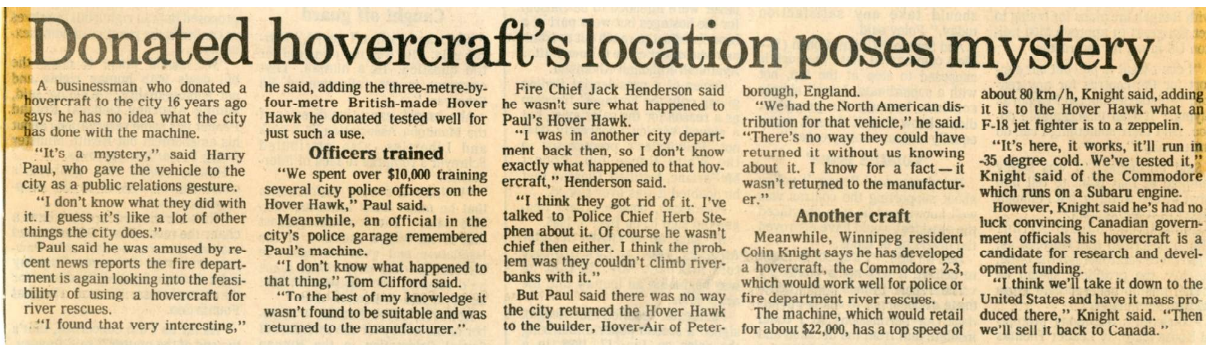 Donated hovercraft's location poses mystery
A businessman who donated a
hovercraft to the city 16 years ago
says he has no idea what the city
has done with the machine.
"It's a mystery," said Harry
Paul, who gave the vehicle to the
city as a public relations gesture.
"I don't know what they did with
it. I guess it's like a lot of other
things the city does."
Paul said he was amused by re-
cent news reports the fire depart-
ment is again looking into the feasi-
bility of using a hovercraft for
river rescues.
"I found that very interesting,"
he said, adding the three-metre-by-
four-metre British-made Hover
Hawk he donated tested well for
just such a use.
Officers trained
"We spent over $10,000 training
several city police officers on the
Hover Hawk," Paul said.
Meanwhile, an official in the
city's police garage remembered
Paul's machine.
"I don't know what happened to
that thing," Tom Clifford said.
"To the best of my knowledge it
wasn't found to be suitable and was
returned to the manufacturer."
Fire Chief Jack Henderson said
he wasn't sure what happened to
Paul's Hover Hawk.
"I was in another city depart-
ment back then, so I don't know
exactly what happened to that hov-
ercraft," Henderson said.
"I think they got rid of it. I've
talked to Police Chief Herb Ste-
phen about it. Of course he wasn't
chief then either. I think the prob-
lem was they couldn't climb river-
banks with it."
But Paul said there was no way
the city returned the Hover Hawk
to the builder, Hover-Air of Peter-
borough, England.
"We had the North American dis-
tribution for that vehicle," he said.
"There's no way they could have
returned it without us knowing
about it. I know for a fact — it
wasn't returned to the manufactur-
er."
Another craft
Meanwhile, Winnipeg resident
Colin Knight says he has developed
a hovercraft, the Commodore 2-3,
which would work well for police or
fire department river rescues.
The machine, which would retail
for about $22,000, has a top speed of
about 80 km/h, Knight said, adding
it is to the Hover Hawk what an
F-18 jet fighter is to a zeppelin.
"It's here, it works, it'll run in
-35 degree cold. We've tested it,"
Knight said of the Commodore
which runs on a Subaru engine.
However, Knight said he's had no
luck convincing Canadian govern-
ment officials his hovercraft is a
candidate for research and devel-
opment funding.
"I think we'll take it down to the
United States and have it mass pro-
duced there," Knight said. "Then
we'll sell it back to Canada."